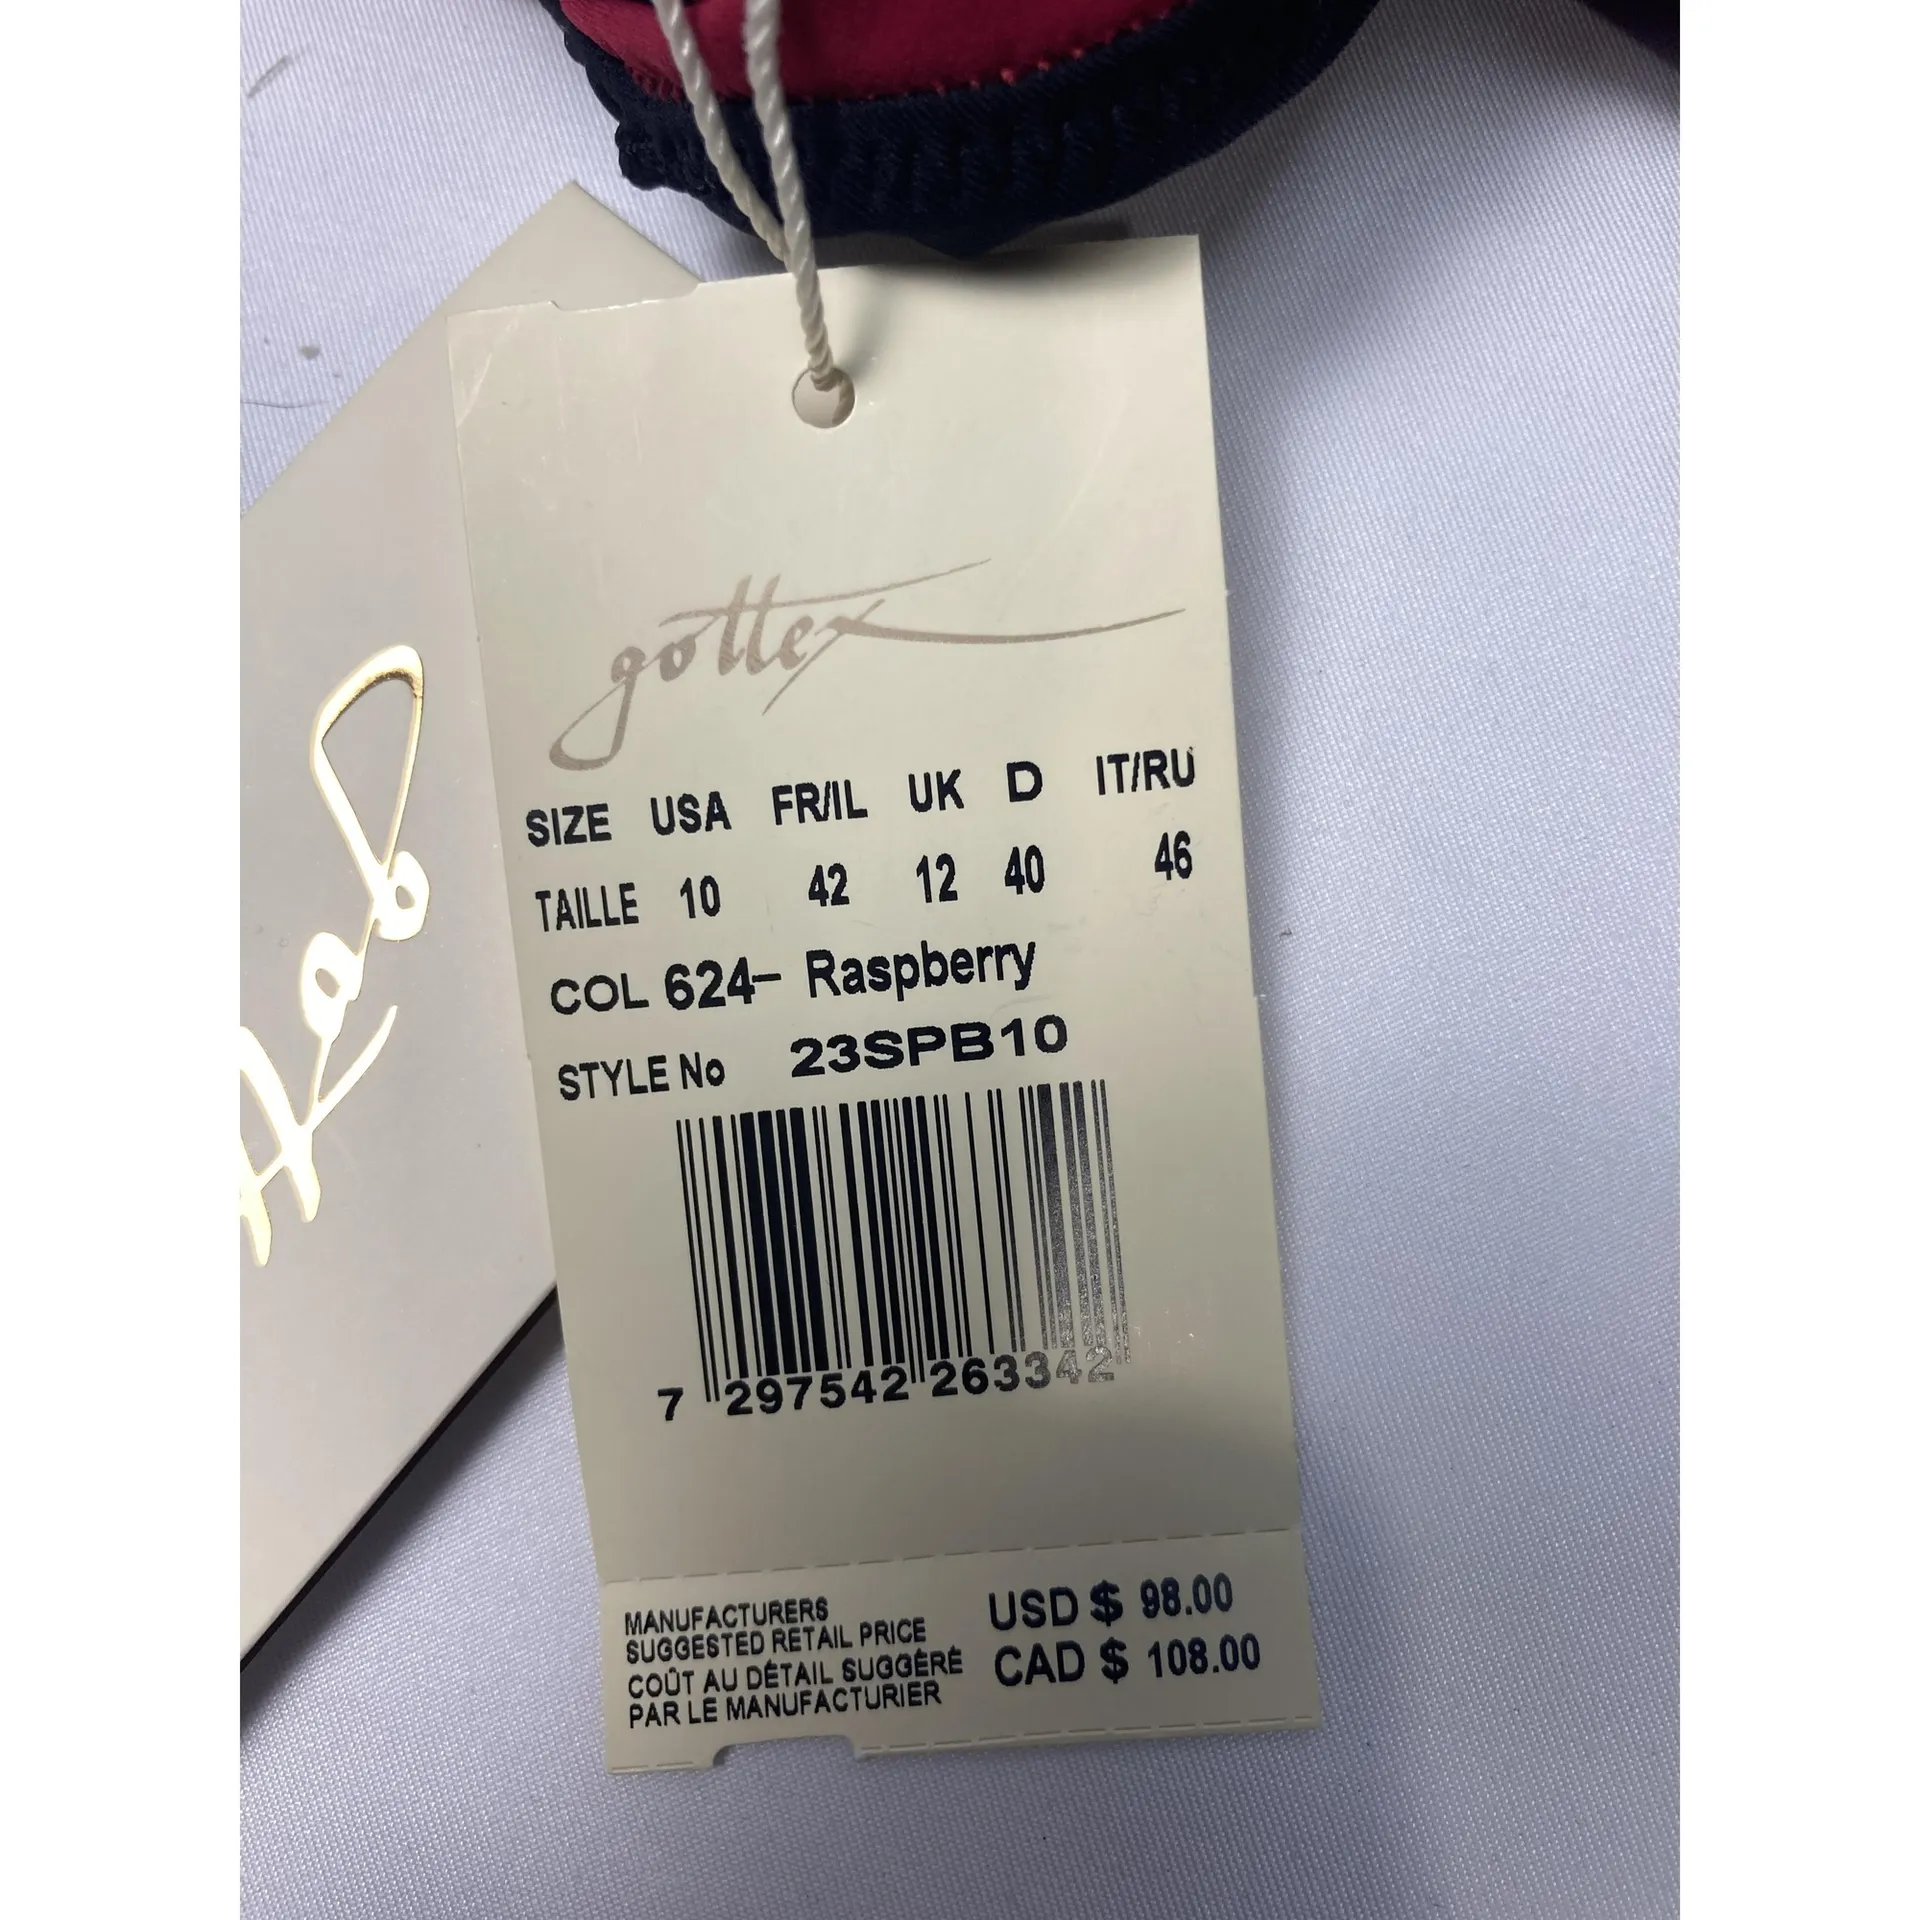 gottex
SIZE USA FR/IL UK D IT/RU
TAILLE 10 42 12 40 46
COL 624- Raspberry
STYLE No 23SPB10
7 297542 263342
MANUFACTURERS
SUGGESTED RETAIL PRICE
COÛT AU DÉTAIL SUGGÉRÉ
PAR LE MANUFACTURIER
USD $ 98.00
CAD $ 108.00